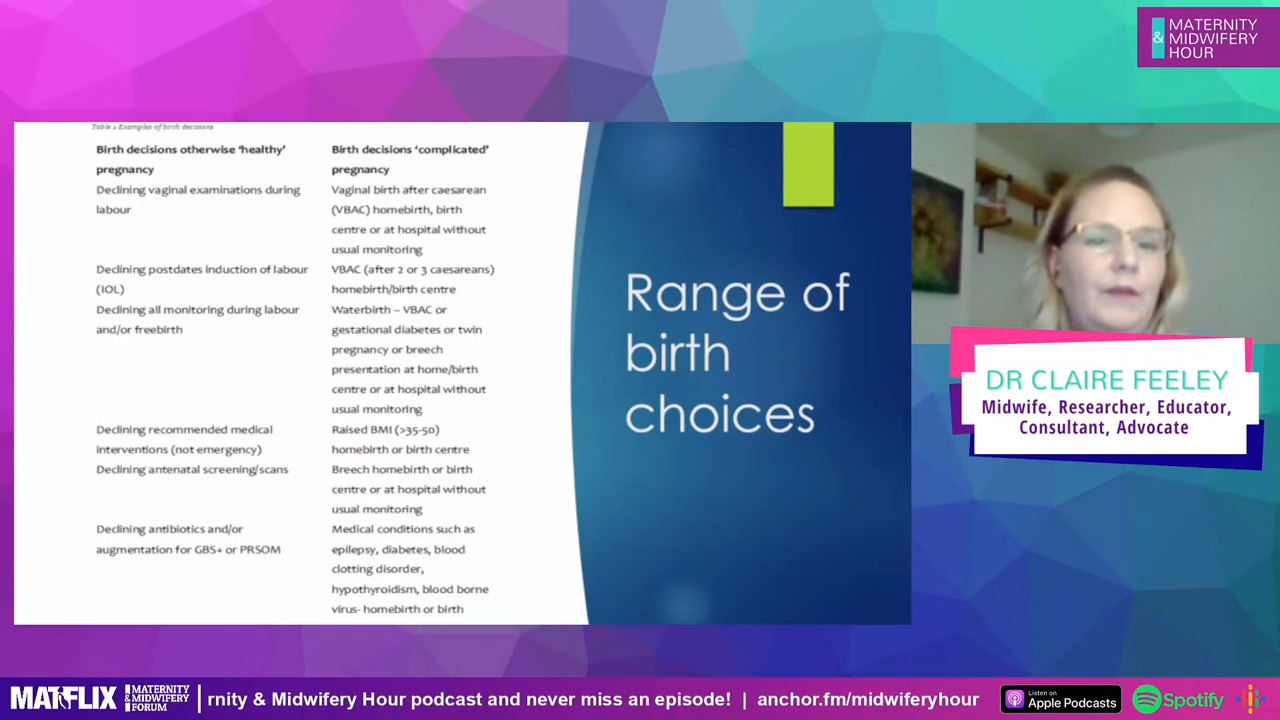 MATERNITY
& MIDWIFERY
HOUR
Table 2 Examples of birth decisions
Birth decisions otherwise ‘healthy’
pregnancy
Declining vaginal examinations during
labour
Declining postdates induction of labour
(IOL)
Declining all monitoring during labour
and/or freebirth
Declining recommended medical
interventions (not emergency)
Declining antenatal screening/scans
Declining antibiotics and/or
augmentation for GBS+ or PRSOM
Birth decisions ‘complicated’
pregnancy
Vaginal birth after caesarean
(VBAC) homebirth, birth
centre or at hospital without
usual monitoring
VBAC (after 2 or 3 caesareans)
homebirth/birth centre
Waterbirth – VBAC or
gestational diabetes or twin
pregnancy or breech
presentation at home/birth
centre or at hospital without
usual monitoring
Raised BMI (>35-50)
homebirth or birth centre
Breech homebirth or birth
centre or at hospital without
usual monitoring
Medical conditions such as
epilepsy, diabetes, blood
clotting disorder,
hypothyroidism, blood borne
virus- homebirth or birth
Range of
birth
choices
DR CLAIRE FEELEY
Midwife, Researcher, Educator,
Consultant, Advocate
MATFLIX
MATERNITY
& MIDWIFERY
FORUM
rnity & Midwifery Hour podcast and never miss an episode! | anchor.fm/midwiferyhour
Listen on
Apple Podcasts
Spotify